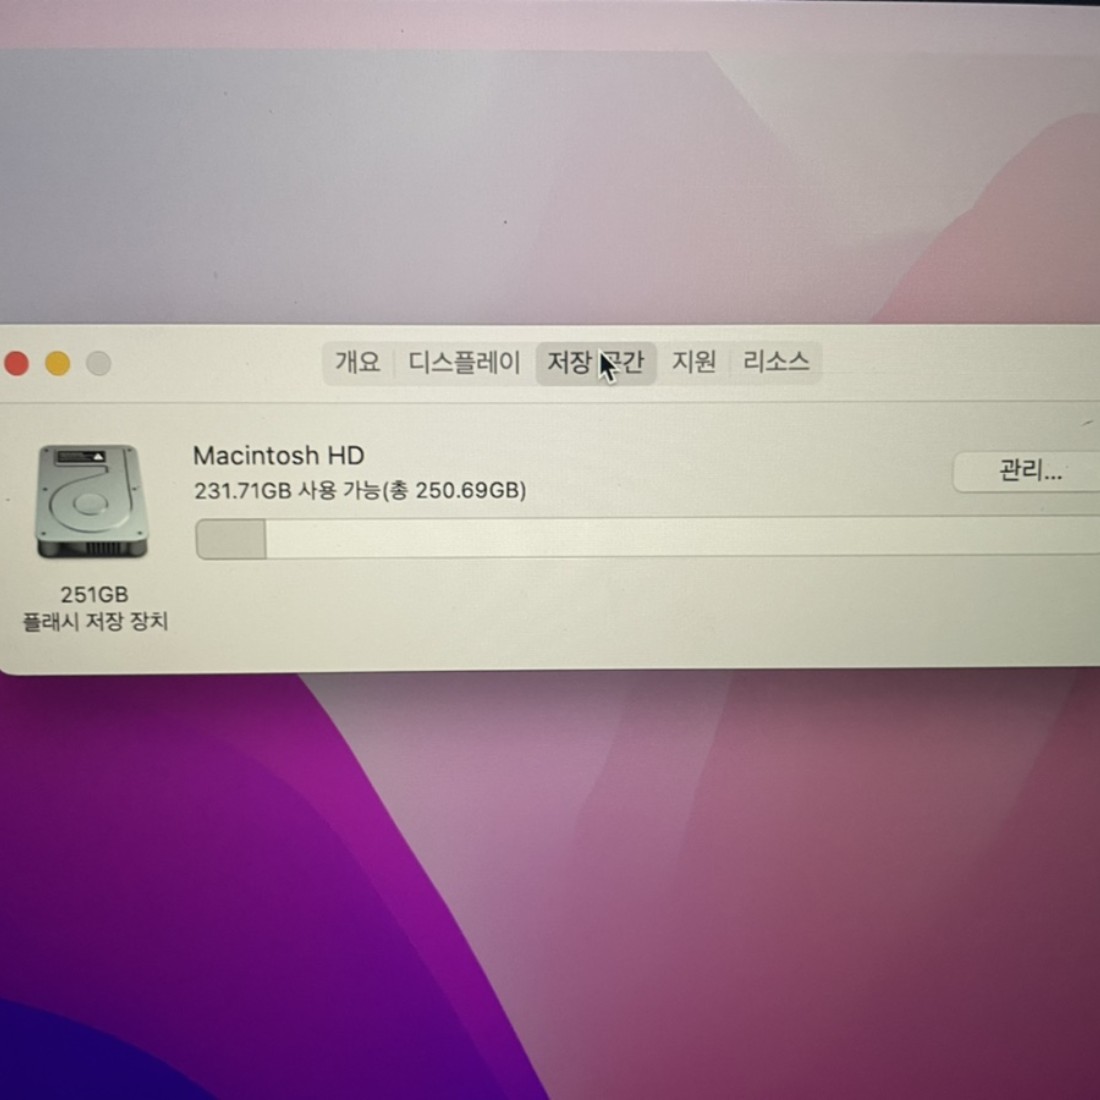 개요 디스플레이 저장 공간 지원 리소스
Macintosh HD
231.71GB 사용 가능(총 250.69GB)
관리...
251GB
플래시 저장 장치